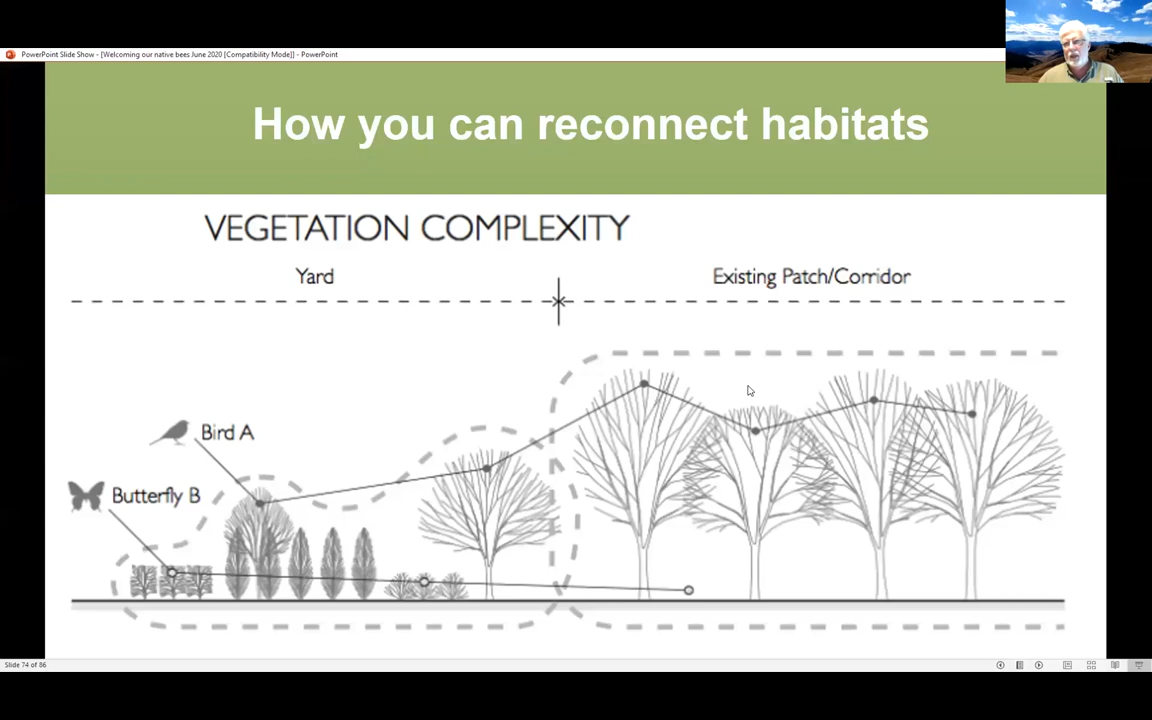 PowerPoint Slide Show - [Welcoming our native bees June 2020 [Compatibility Mode]] - PowerPoint
How you can reconnect habitats
VEGETATION COMPLEXITY
Yard
Existing Patch/Corridor
Bird A
Butterfly B
Slide 74 of 86